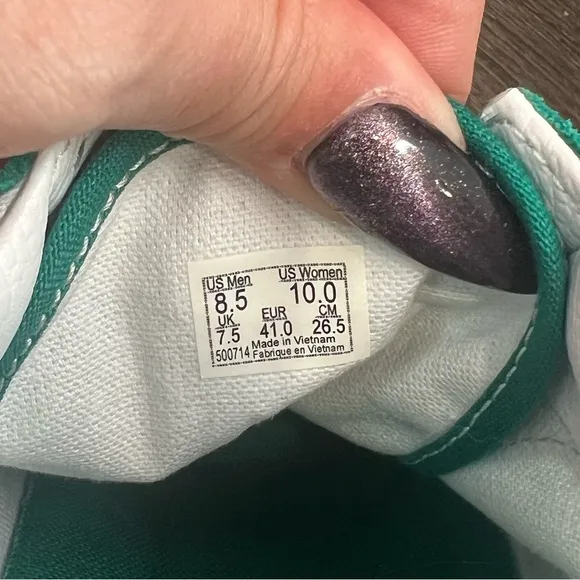 US Men US Women
8.5 10.0
UK EUR CM
7.5 41.0 26.5
Made in Vietnam
500714 Fabrique en Vietnam